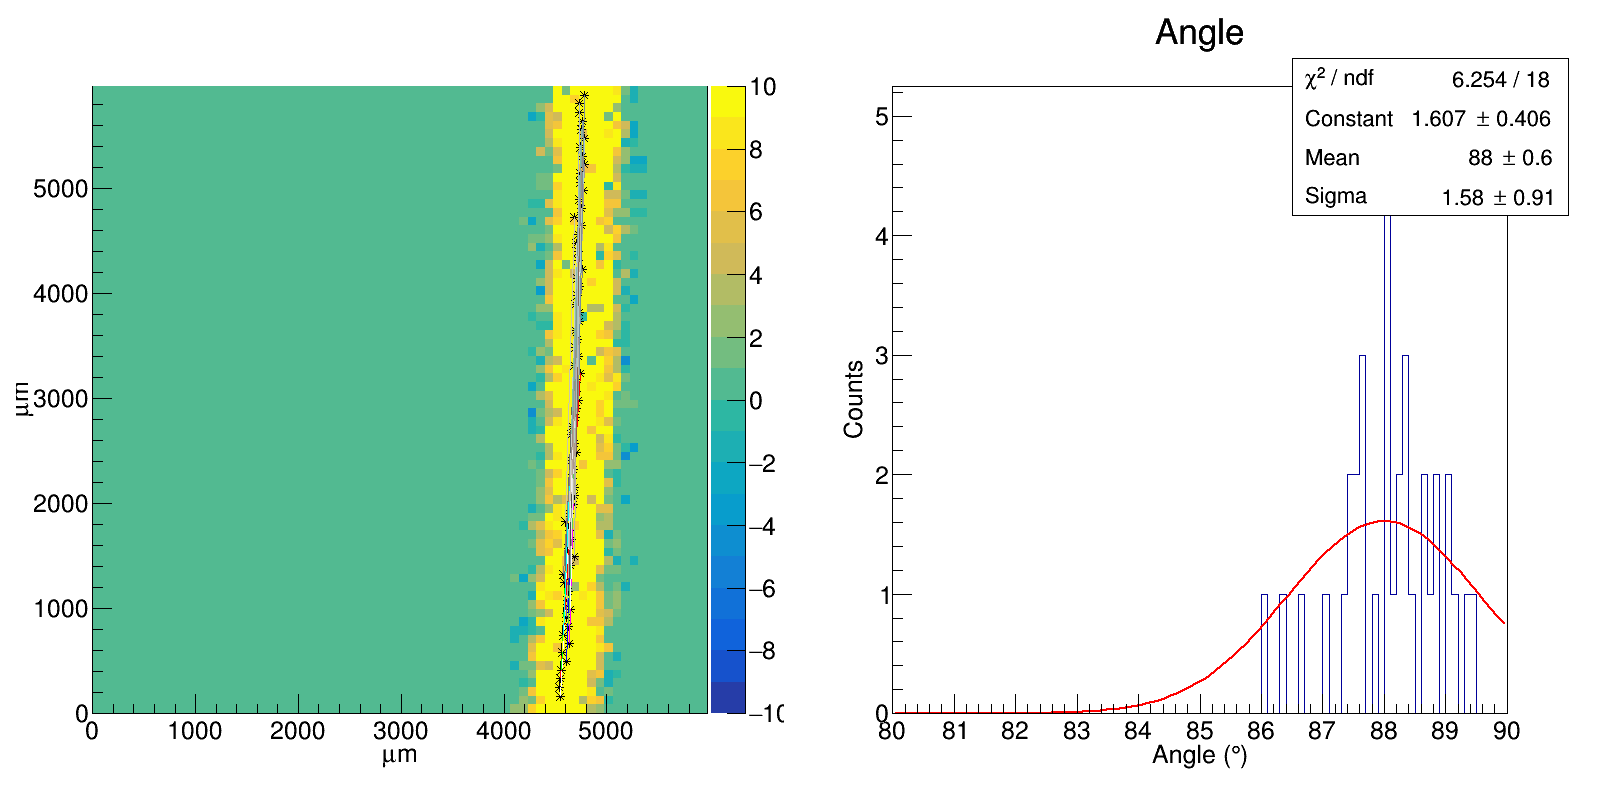 Angle
χ² / ndf 6.254 / 18
Constant 1.607 ± 0.406
Mean 88 ± 0.6
Sigma 1.58 ± 0.91
10
8
6
4
2
0
−2
−4
−6
−8
−10
5000
4000
3000
2000
1000
0
μm
0 1000 2000 3000 4000 5000
μm
5
4
3
2
1
0
Counts
80 81 82 83 84 85 86 87 88 89 90
Angle (°)